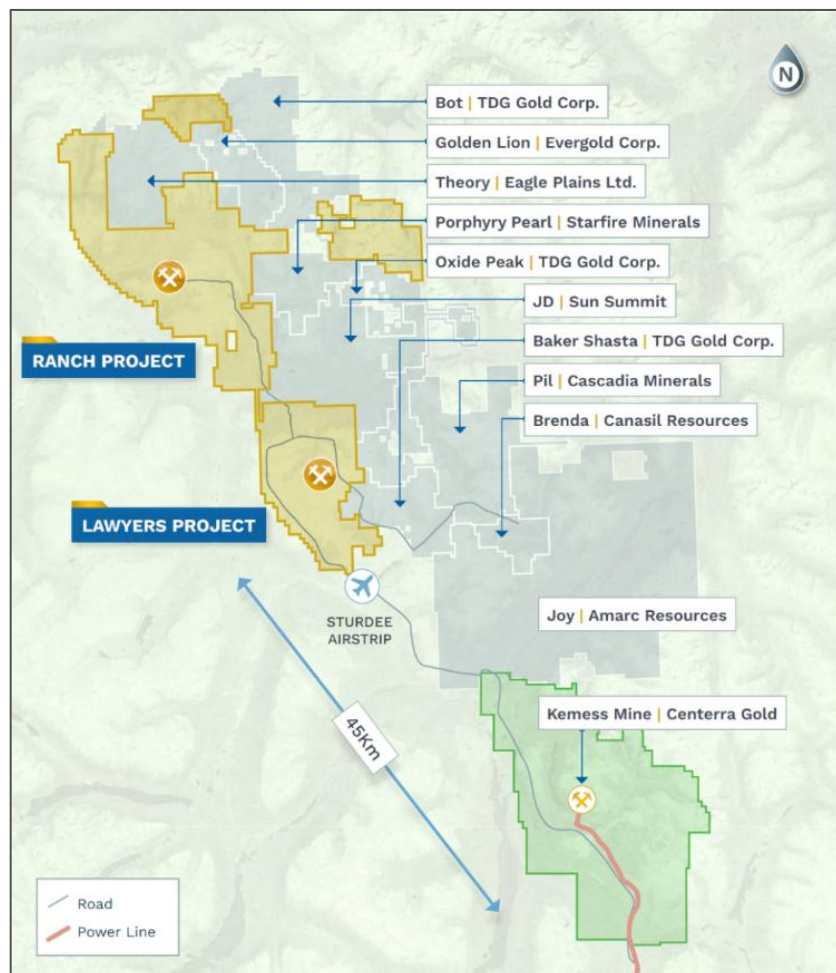 N
Bot | TDG Gold Corp.
Golden Lion | Evergold Corp.
Theory | Eagle Plains Ltd.
Porphyry Pearl | Starfire Minerals
Oxide Peak | TDG Gold Corp.
JD | Sun Summit
Baker Shasta | TDG Gold Corp.
RANCH PROJECT
Pil | Cascadia Minerals
Brenda | Canasil Resources
LAWYERS PROJECT
STURDEE
AIRSTRIP
Joy | Amarc Resources
Kemess Mine | Centerra Gold
45Km
Road
Power Line